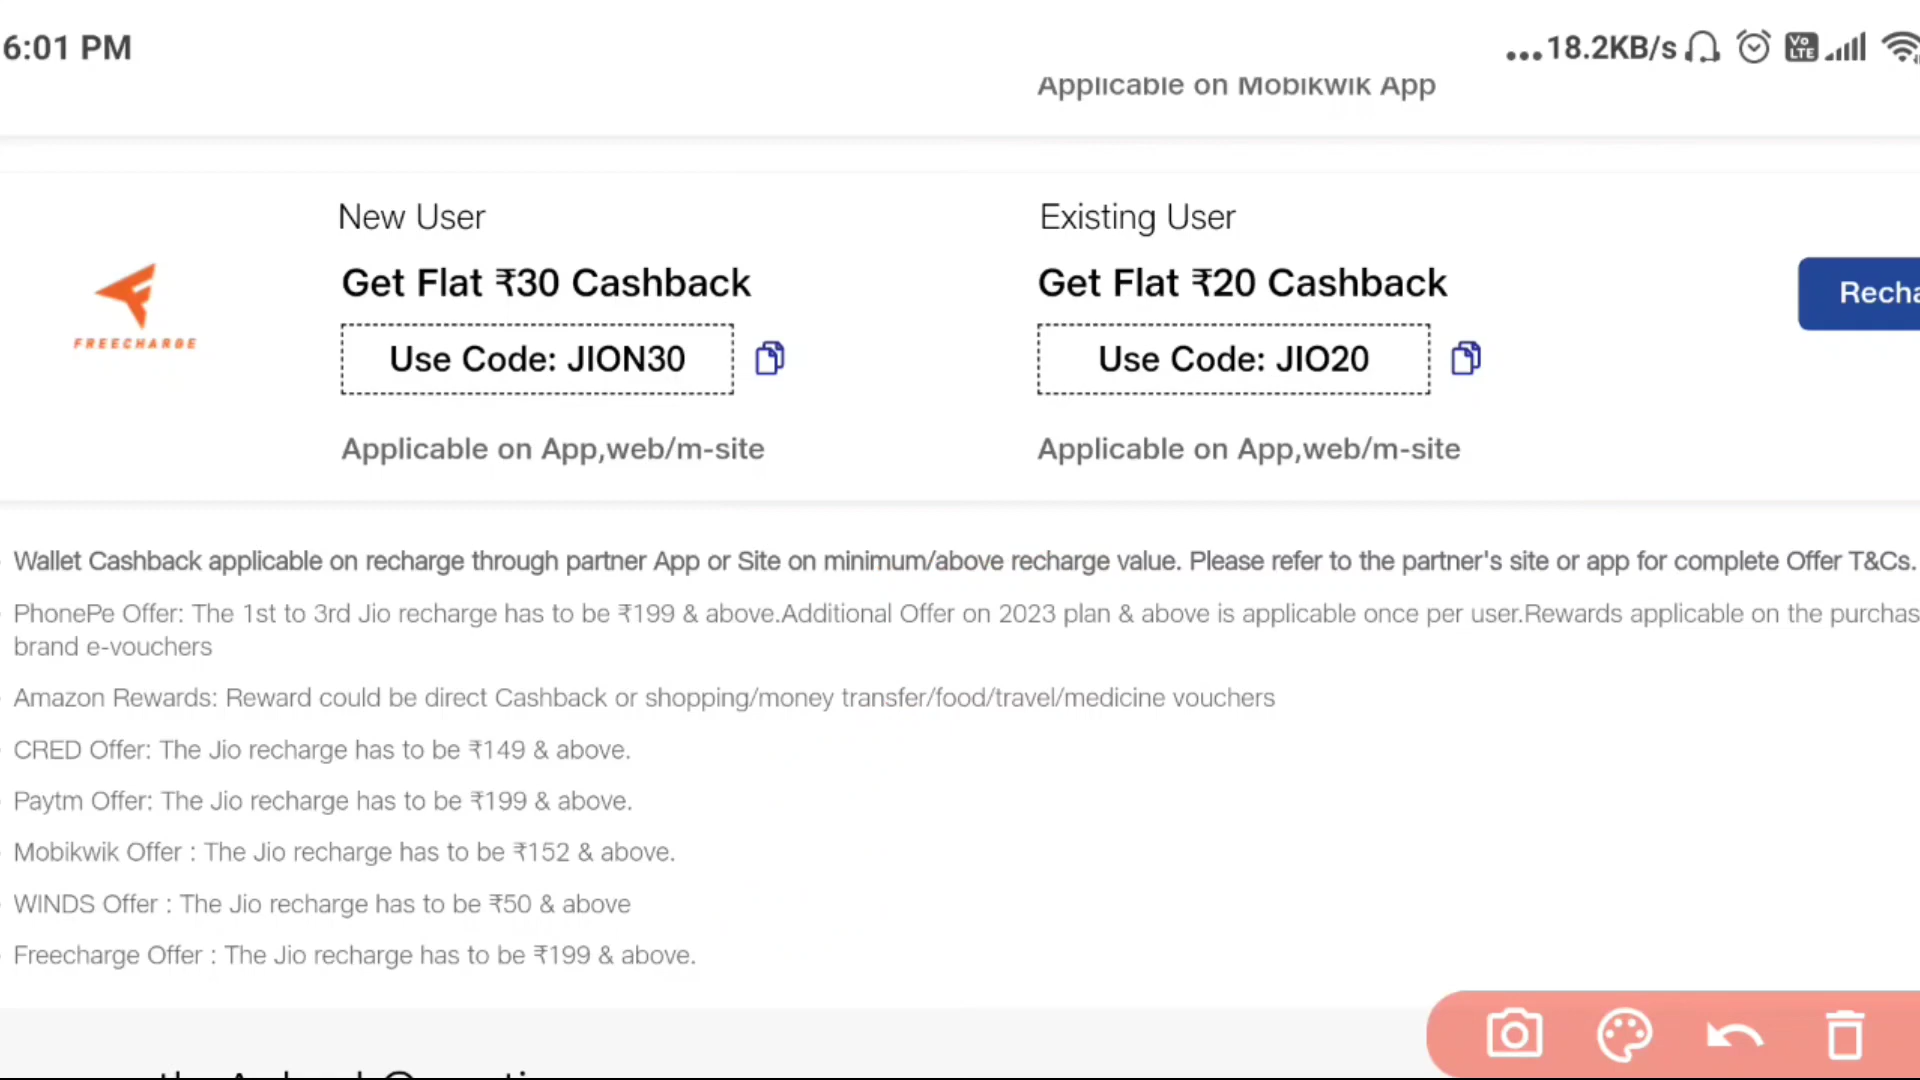 6:01 PM
...18.2KB/s
Vo LTE
Applicable on Mobikwik App
New User
Existing User
Get Flat ₹30 Cashback
Get Flat ₹20 Cashback
Recha
FREECHARGE
Use Code: JION30
Use Code: JIO20
Applicable on App,web/m-site
Applicable on App,web/m-site
Wallet Cashback applicable on recharge through partner App or Site on minimum/above recharge value. Please refer to the partner's site or app for complete Offer T&Cs.
PhonePe Offer: The 1st to 3rd Jio recharge has to be ₹199 & above.Additional Offer on 2023 plan & above is applicable once per user.Rewards applicable on the purchas
brand e-vouchers
Amazon Rewards: Reward could be direct Cashback or shopping/money transfer/food/travel/medicine vouchers
CRED Offer: The Jio recharge has to be ₹149 & above.
Paytm Offer: The Jio recharge has to be ₹199 & above.
Mobikwik Offer : The Jio recharge has to be ₹152 & above.
WINDS Offer : The Jio recharge has to be ₹50 & above
Freecharge Offer : The Jio recharge has to be ₹199 & above.